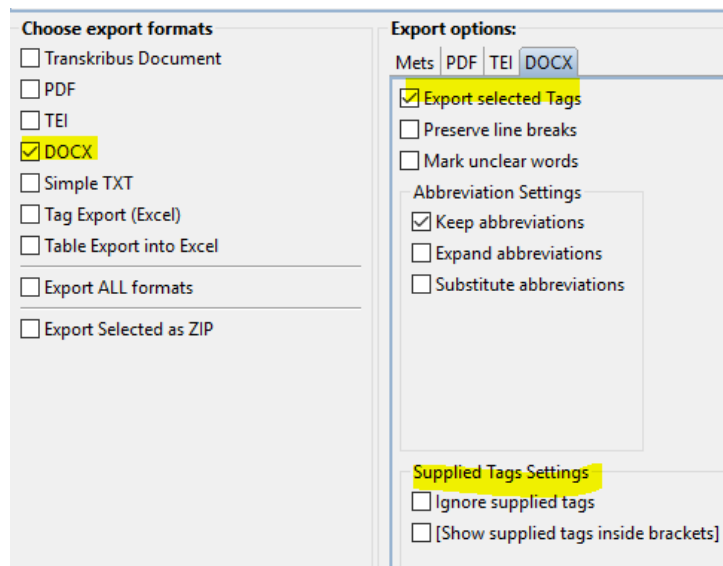 Choose export formats
Transkribus Document
PDF
TEI
DOCX
Simple TXT
Tag Export (Excel)
Table Export into Excel
Export ALL formats
Export Selected as ZIP
Export options:
Mets PDF TEI DOCX
Export selected Tags
Preserve line breaks
Mark unclear words
Abbreviation Settings
Keep abbreviations
Expand abbreviations
Substitute abbreviations
Supplied Tags Settings
Ignore supplied tags
[Show supplied tags inside brackets]